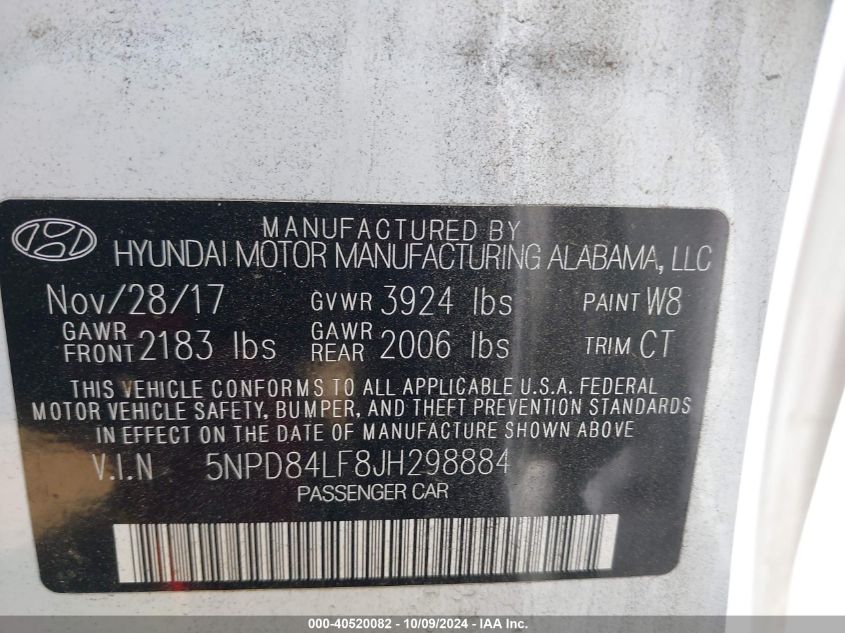 MANUFACTURED BY
HYUNDAI MOTOR MANUFACTURING ALABAMA, LLC
Nov/28/17 GVWR 3924 lbs PAINT W8
GAWR FRONT 2183 lbs GAWR REAR 2006 lbs TRIM CT
THIS VEHICLE CONFORMS TO ALL APPLICABLE U.S.A. FEDERAL
MOTOR VEHICLE SAFETY, BUMPER, AND THEFT PREVENTION STANDARDS
IN EFFECT ON THE DATE OF MANUFACTURE SHOWN ABOVE
V.I.N 5NPD84LF8JH298884
PASSENGER CAR
000-40520082 - 10/09/2024 - IAA Inc.